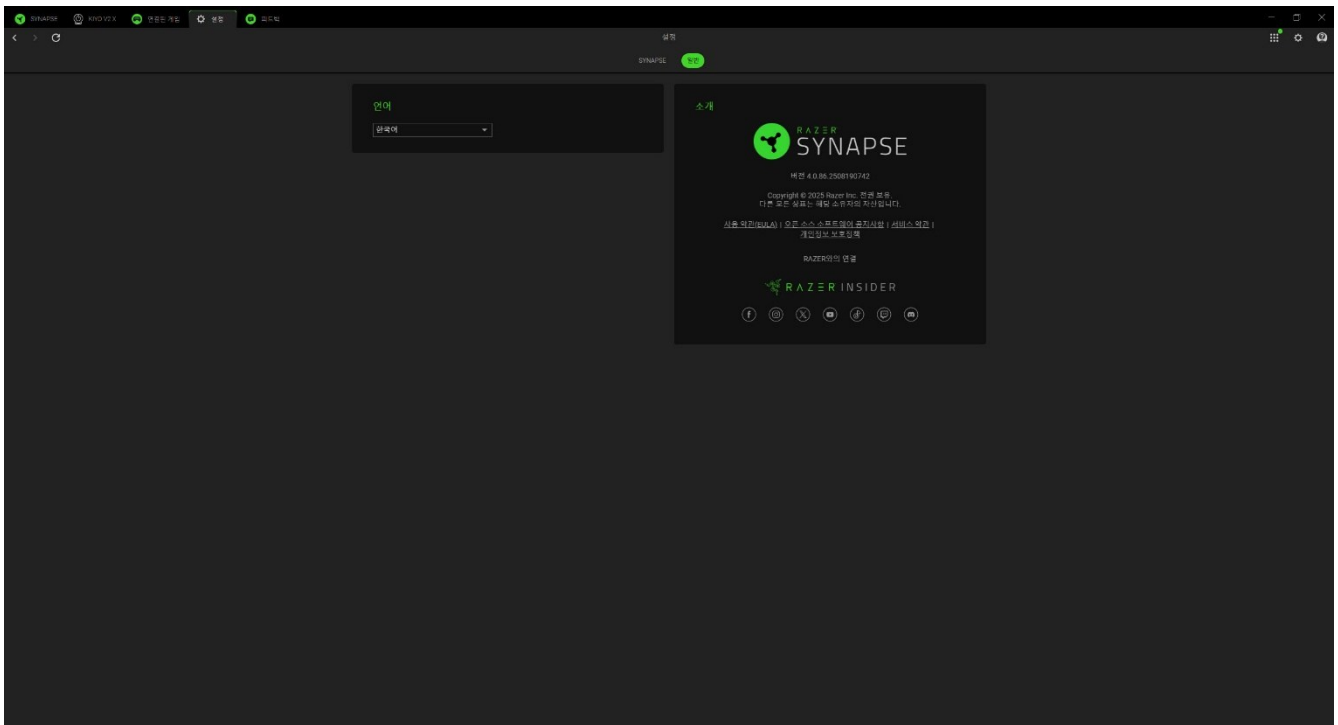 SYNAPSE KIYO V2 X 연결된 게임 설정 피드백
설정
SYNAPSE 일반
언어
한국어
소개
RAZER
SYNAPSE
버전 4.0.86.2508190742
Copyright © 2025 Razer Inc. 전권 보유.
다른 모든 상표는 해당 소유자의 자산입니다.
사용 약관(EULA) | 오픈 소스 소프트웨어 공지사항 | 서비스 약관 |
개인정보 보호정책
RAZER와의 연결
RAZER INSIDER